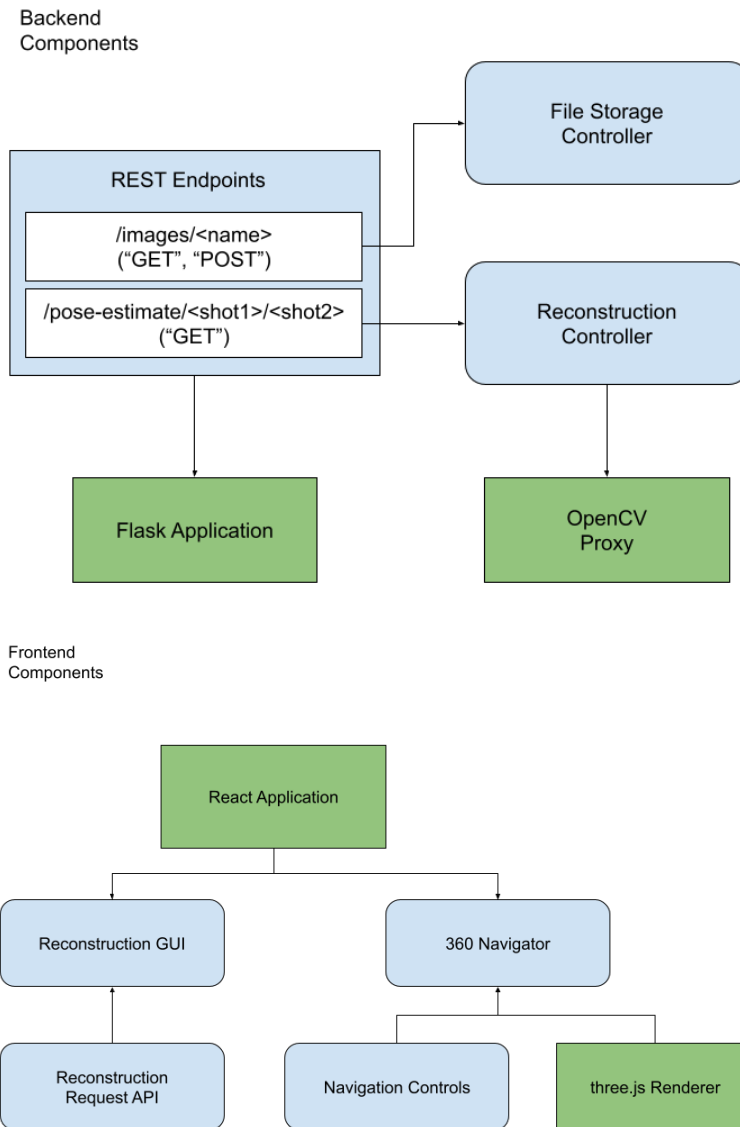 Backend
Components
File Storage
Controller
REST Endpoints
/images/<name>
(“GET”, “POST”)
/pose-estimate/<shot1>/<shot2>
(“GET”)
Reconstruction
Controller
Flask Application
OpenCV
Proxy
Frontend
Components
React Application
Reconstruction GUI
360 Navigator
Reconstruction
Request API
Navigation Controls
three.js Renderer